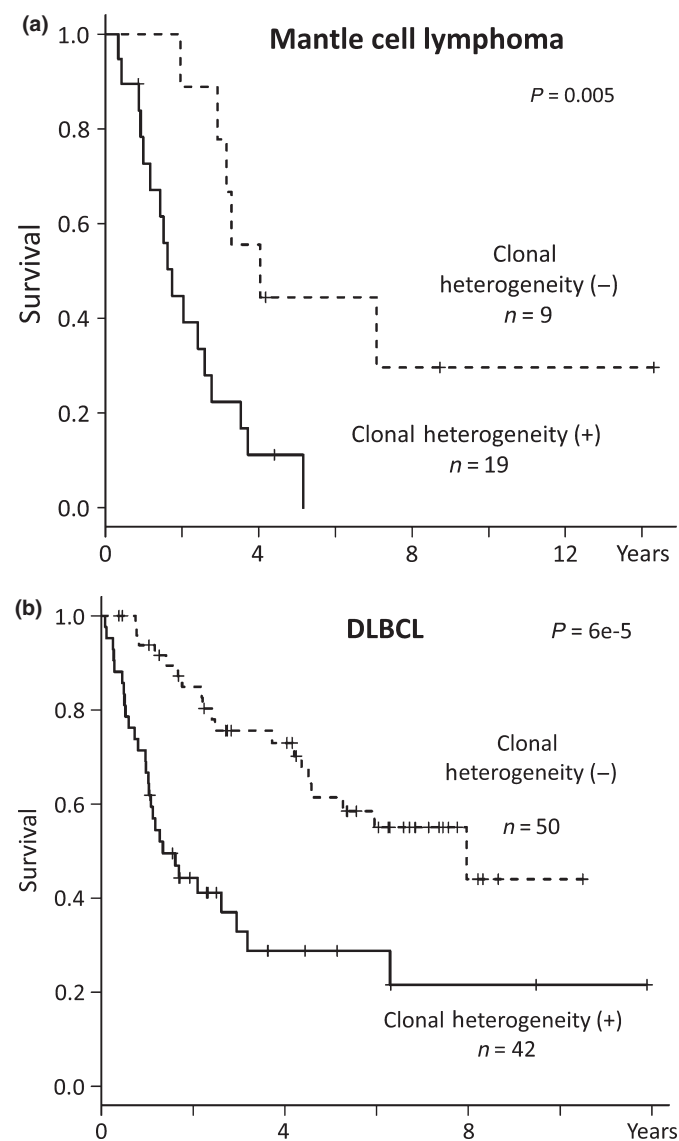 (a)
Mantle cell lymphoma
P = 0.005
1.0
0.8
0.6
0.4
0.2
0.0
Survival
Clonal
heterogeneity (–)
n = 9
Clonal heterogeneity (+)
n = 19
0 4 8 12 Years
(b)
DLBCL
P = 6e-5
1.0
0.8
0.6
0.4
0.2
0.0
Survival
Clonal
heterogeneity (–)
n = 50
Clonal heterogeneity (+)
n = 42
0 4 8 Years